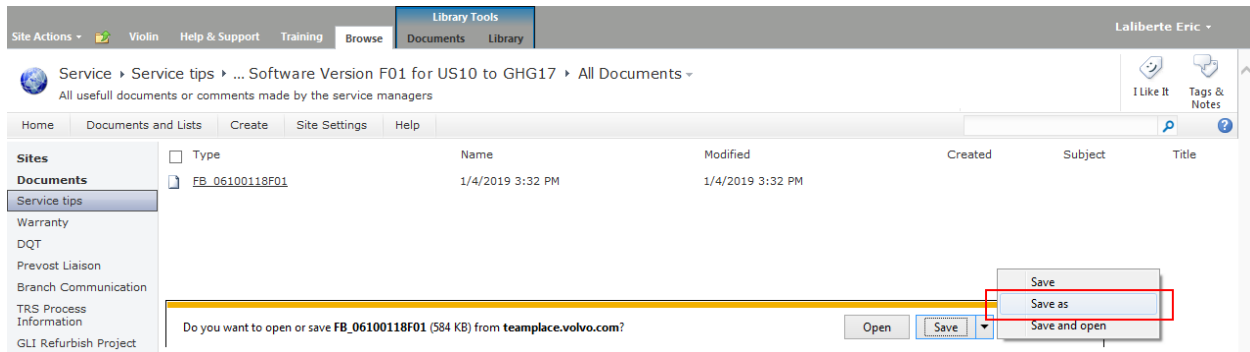 Library Tools
Site Actions Violin Help & Support Training Browse Documents Library Laliberte Eric
Service Service tips ... Software Version F01 for US10 to GHG17 All Documents
All usefull documents or comments made by the service managers
I Like It Tags &
Notes
Home Documents and Lists Create Site Settings Help
Sites
Documents
Service tips
Warranty
DQT
Prevost Liaison
Branch Communication
TRS Process
Information
GLI Refurbish Project
Type Name Modified Created Subject Title
FB_06100118F01 1/4/2019 3:32 PM 1/4/2019 3:32 PM
Save
Save as
Save and open
Do you want to open or save FB_06100118F01 (584 KB) from teamplace.volvo.com? Open Save